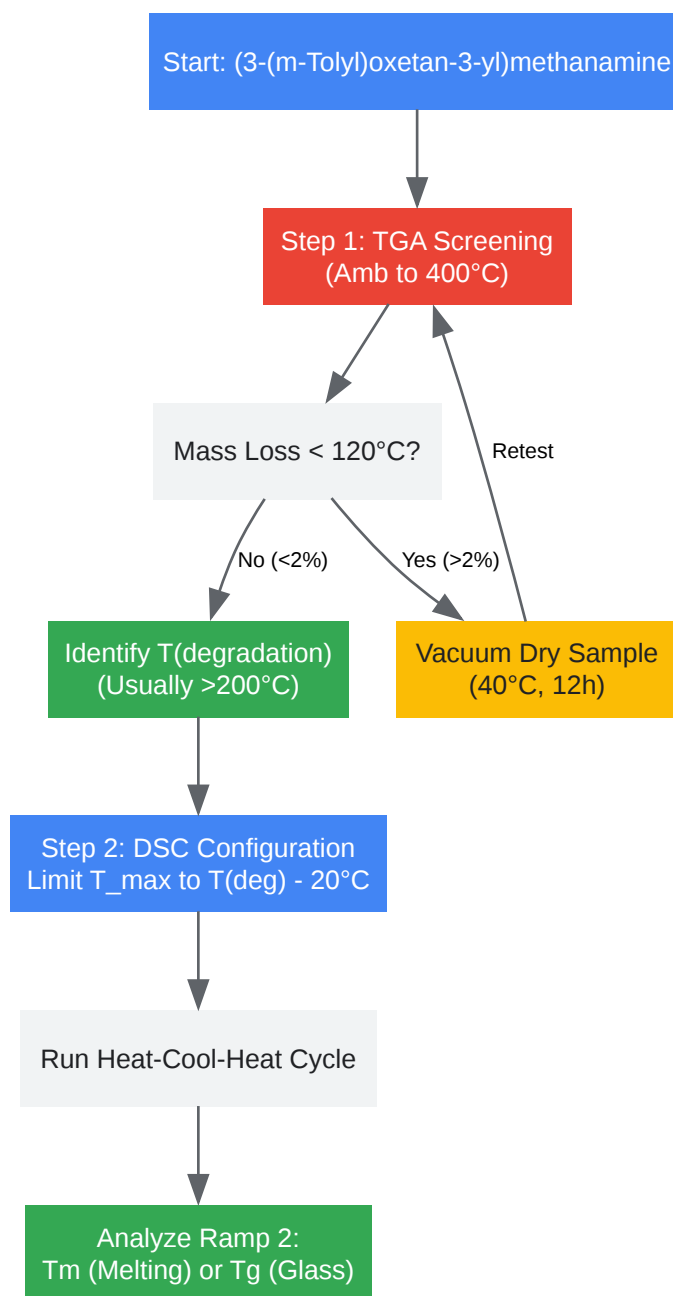 Start: (3-(m-Tolyl)oxetan-3-yl)methanamine
Step 1: TGA Screening
(Amb to 400°C)
Mass Loss < 120°C?
Retest
No (<2%)
Yes (>2%)
Identify T(degradation)
(Usually >200°C)
Vacuum Dry Sample
(40°C, 12h)
Step 2: DSC Configuration
Limit T_max to T(deg) - 20°C
Run Heat-Cool-Heat Cycle
Analyze Ramp 2:
Tm (Melting) or Tg (Glass)